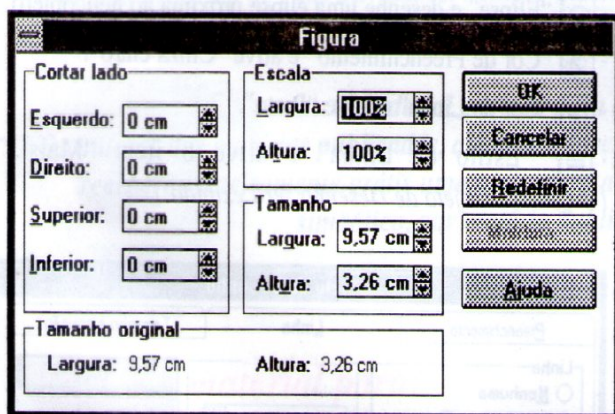 Figura
Cortar lado
Esquerdo: 0 cm
Direito: 0 cm
Superior: 0 cm
Inferior: 0 cm
Escala
Largura: 100%
Altura: 100%
Tamanho
Largura: 9,57 cm
Altura: 3,26 cm
OK
Cancelar
Redefinir
Moldura...
Ajuda
Tamanho original
Largura: 9,57 cm Altura: 3,26 cm